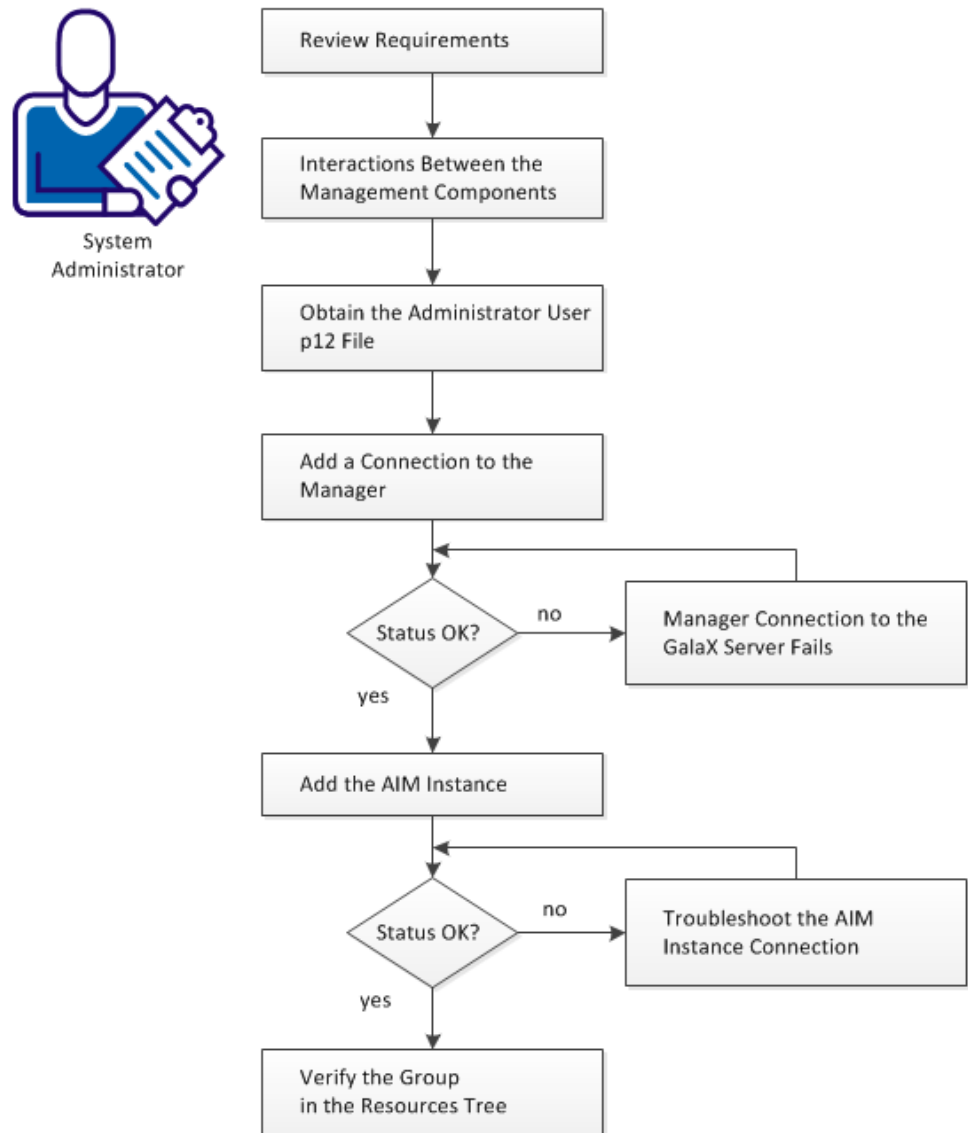 Review Requirements
System
Administrator
Interactions Between the
Management Components
Obtain the Administrator User
p12 File
Add a Connection to the
Manager
Status OK?
no
Manager Connection to the
GalaX Server Fails
yes
Add the AIM Instance
Status OK?
no
Troubleshoot the AIM
Instance Connection
yes
Verify the Group
in the Resources Tree